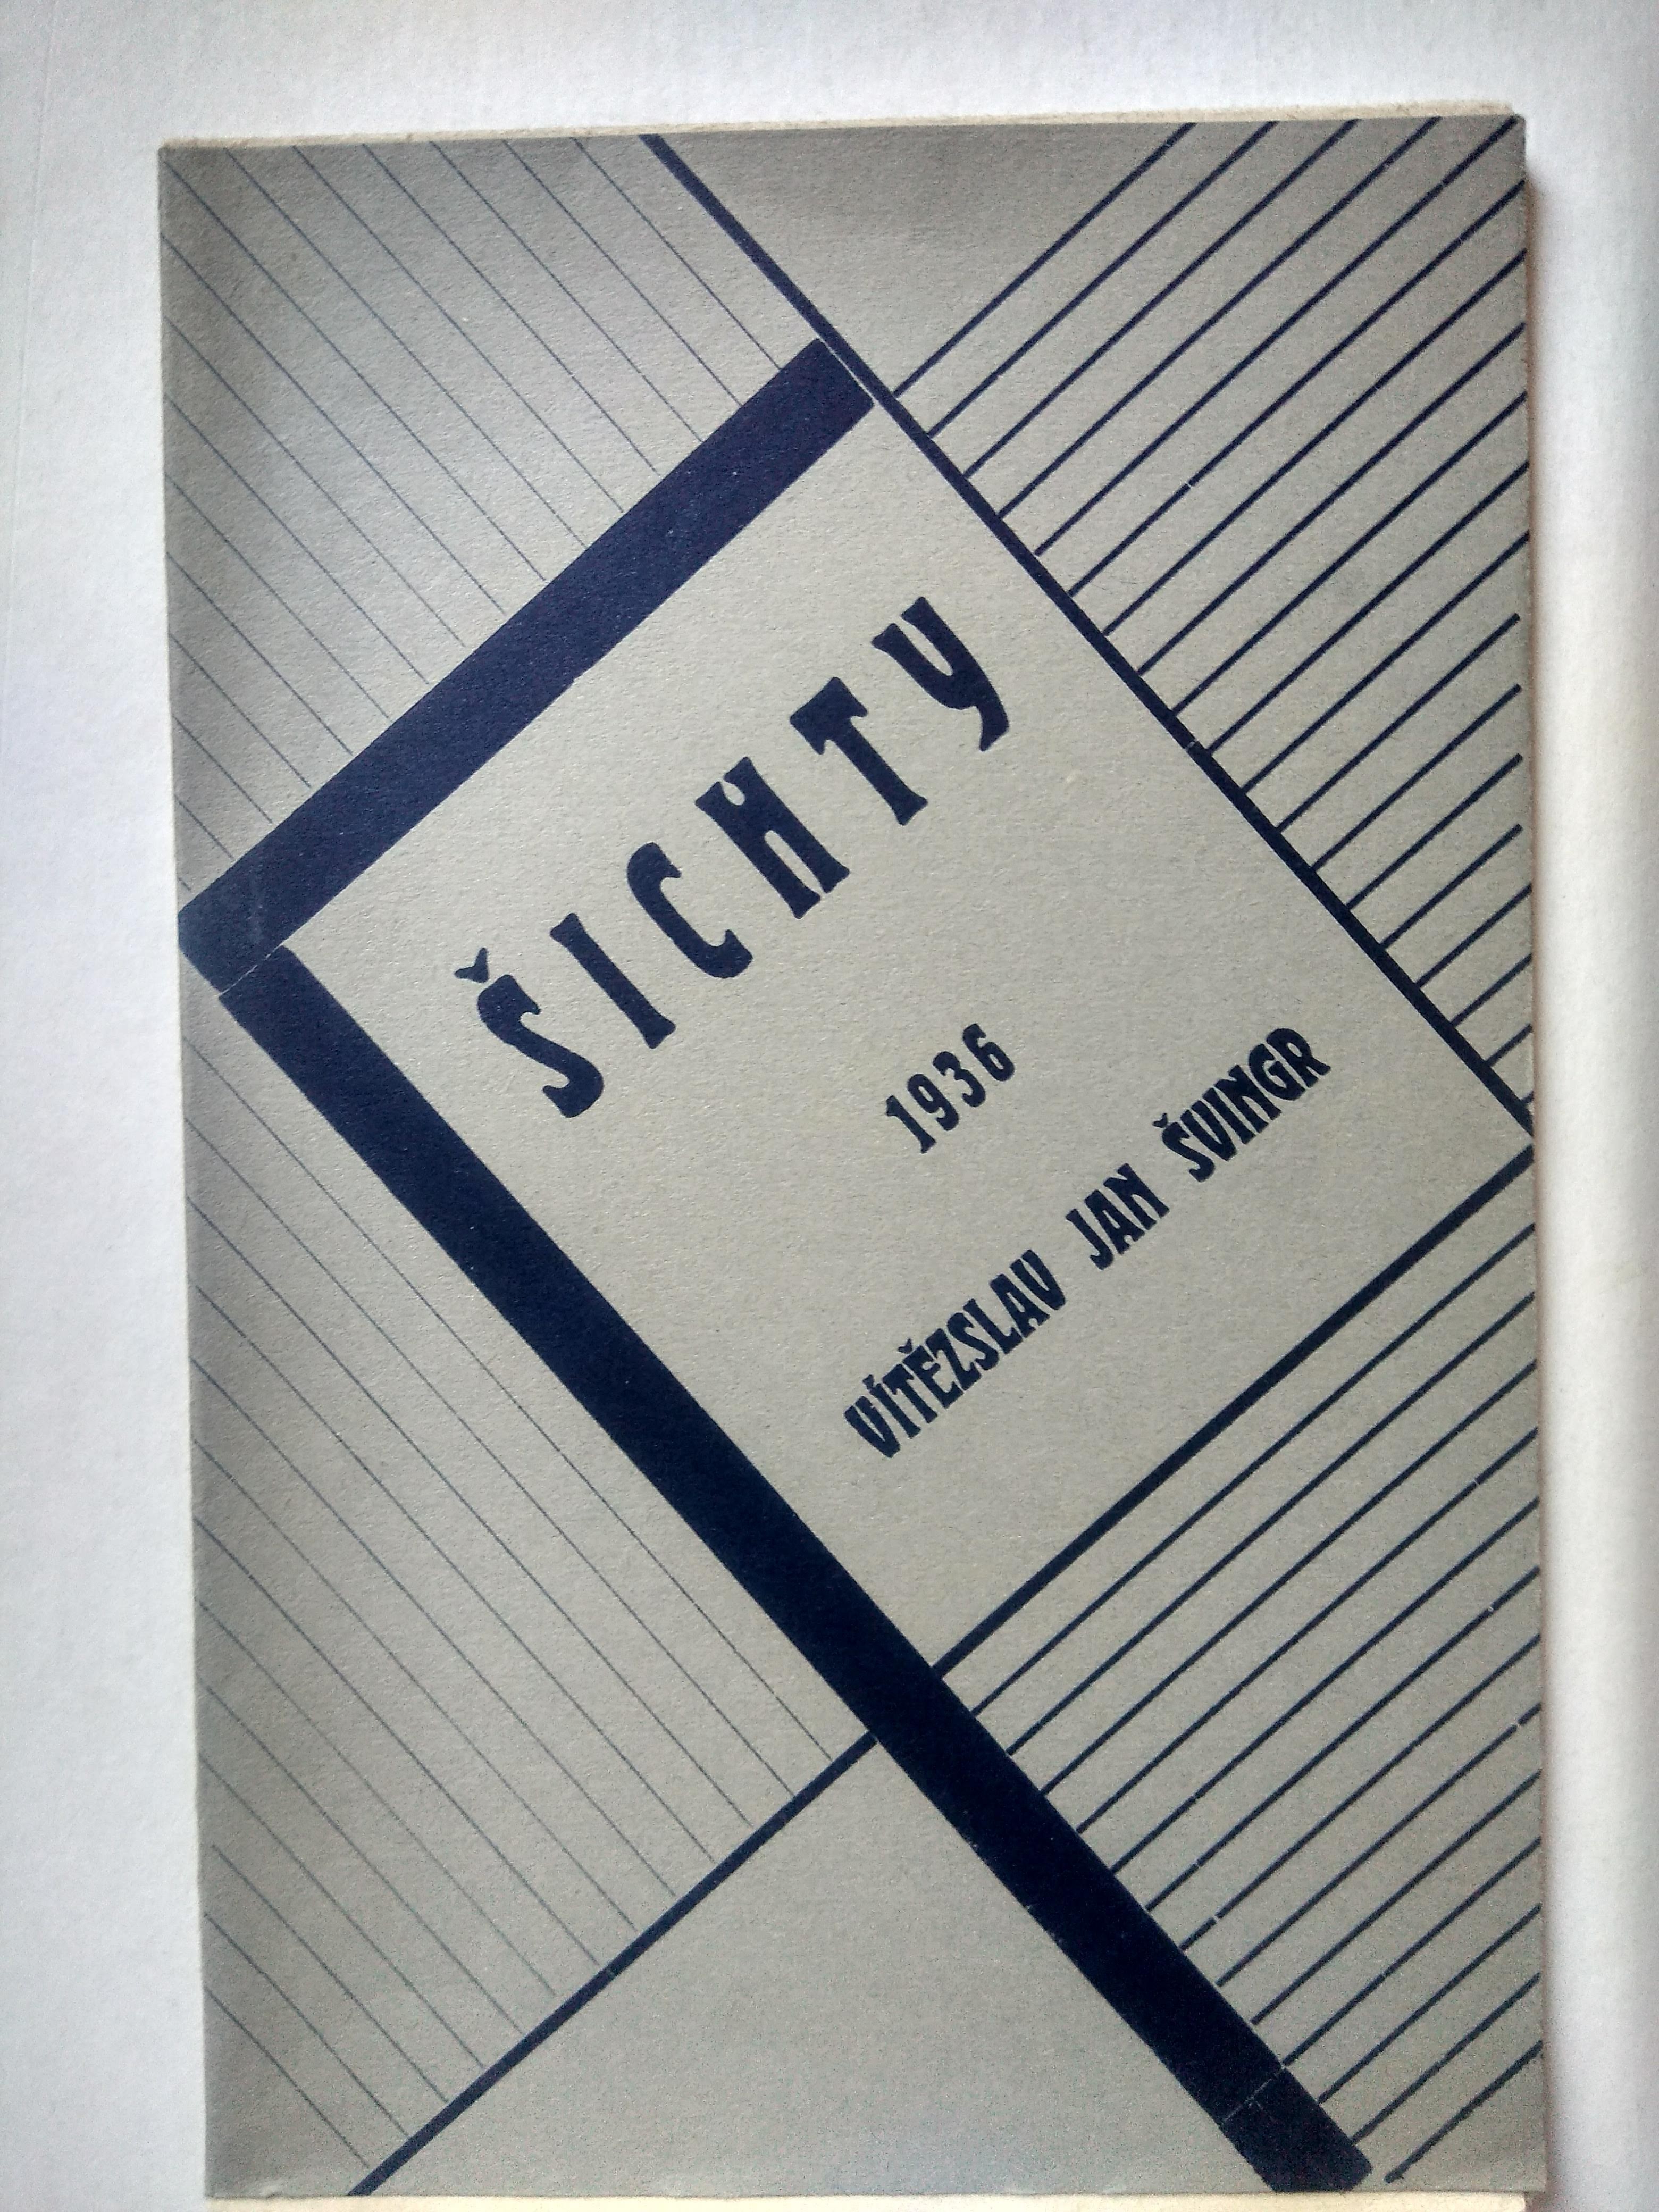 ŠICHTY
1936
VÍTĚZSLAV JAN ŠVINGR